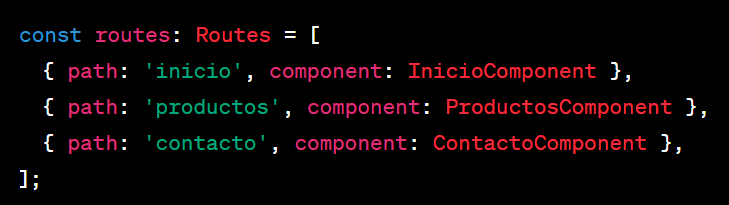 const routes: Routes = [
  { path: 'inicio', component: InicioComponent },
  { path: 'productos', component: ProductosComponent },
  { path: 'contacto', component: ContactoComponent },
];